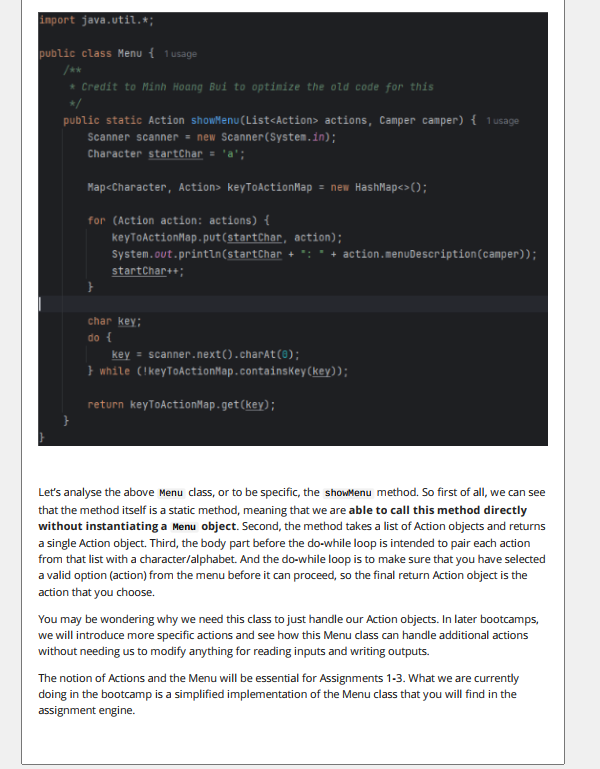 import java.util.*;
public class Menu {  1 usage
/**
* Credit to Minh Hoang Bui to optimize the old code for this
*/
public static Action showMenu(List<Action> actions, Camper camper) {  1 usage
Scanner scanner = new Scanner(System.in);
Character startChar = 'a';
Map<Character, Action> keyToActionMap = new HashMap<>();
for (Action action: actions) {
keyToActionMap.put(startChar, action);
System.out.println(startChar + ": " + action.menuDescription(camper));
startChar++;
}
char key;
do {
key = scanner.next().charAt(0);
} while (!keyToActionMap.containsKey(key));
return keyToActionMap.get(key);
}
}
Let's analyse the above Menu class, or to be specific, the showMenu method. So first of all, we can see
that the method itself is a static method, meaning that we are able to call this method directly
without instantiating a Menu object. Second, the method takes a list of Action objects and returns
a single Action object. Third, the body part before the do-while loop is intended to pair each action
from that list with a character/alphabet. And the do-while loop is to make sure that you have selected
a valid option (action) from the menu before it can proceed, so the final return Action object is the
action that you choose.
You may be wondering why we need this class to just handle our Action objects. In later bootcamps,
we will introduce more specific actions and see how this Menu class can handle additional actions
without needing us to modify anything for reading inputs and writing outputs.
The notion of Actions and the Menu will be essential for Assignments 1-3. What we are currently
doing in the bootcamp is a simplified implementation of the Menu class that you will find in the
assignment engine.